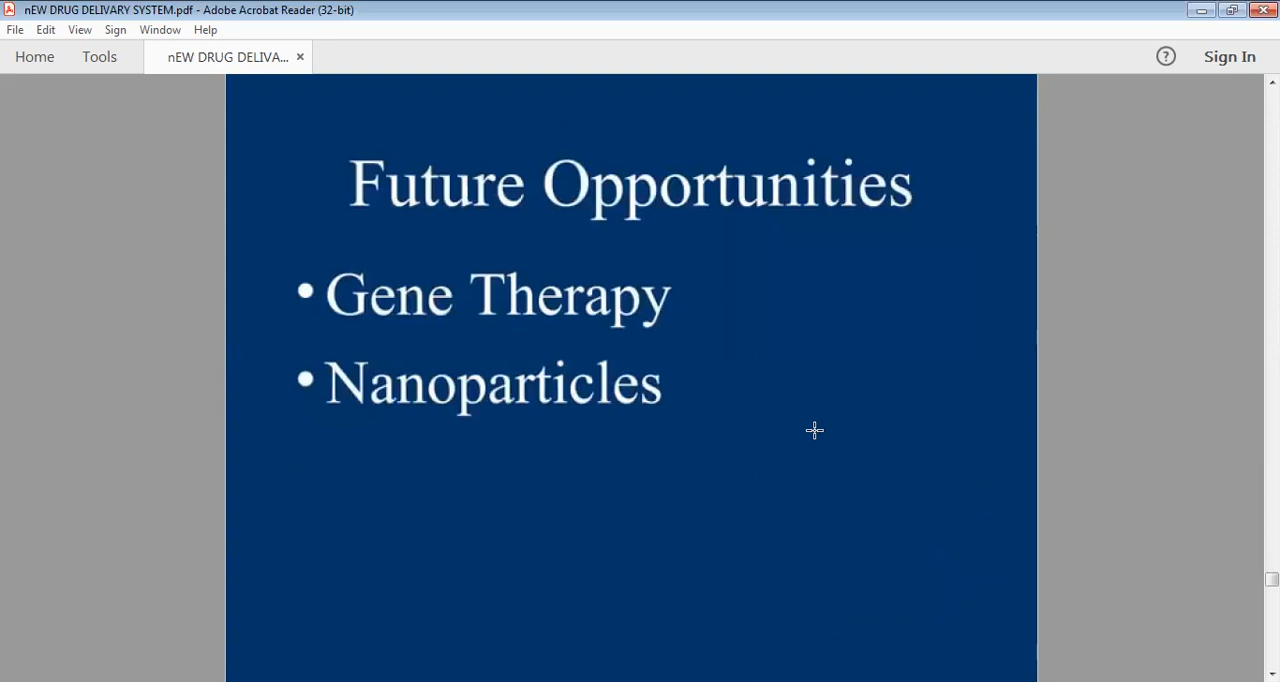 nEW DRUG DELIVARY SYSTEM.pdf - Adobe Acrobat Reader (32-bit)
File Edit View Sign Window Help
Home Tools nEW DRUG DELIVA... × ? Sign In
Future Opportunities
• Gene Therapy
• Nanoparticles